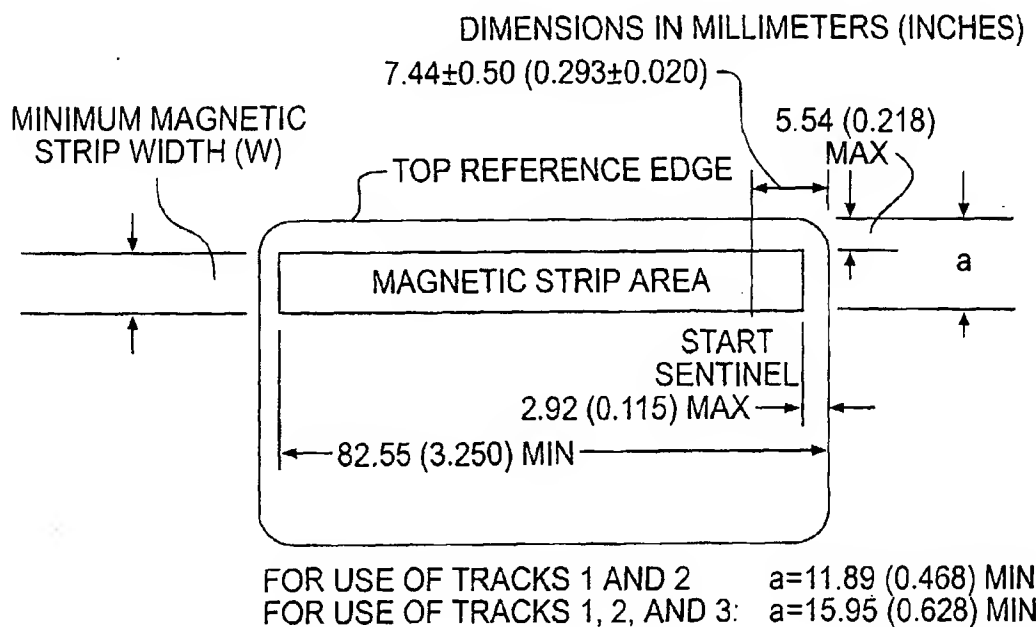 DIMENSIONS IN MILLIMETERS (INCHES)
7.44±0.50 (0.293±0.020)
MINIMUM MAGNETIC
STRIP WIDTH (W)
5.54 (0.218)
MAX
TOP REFERENCE EDGE
a
MAGNETIC STRIP AREA
START
SENTINEL
2.92 (0.115) MAX
82.55 (3.250) MIN
FOR USE OF TRACKS 1 AND 2 a=11.89 (0.468) MIN
FOR USE OF TRACKS 1, 2, AND 3: a=15.95 (0.628) MIN